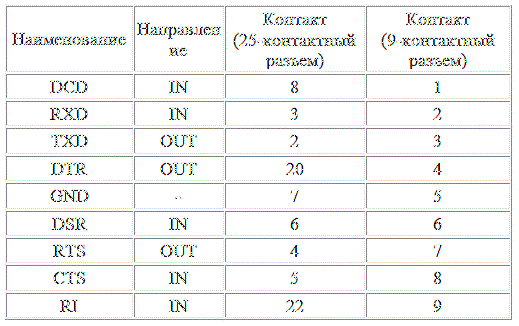 Наименование Направлен
ие Контакт
(25-контактный
разъем) Контакт
(9-контактный
разъем)
DCD IN 8 1
RXD IN 3 2
TXD OUT 2 3
DTR OUT 20 4
GND - 7 5
DSR IN 6 6
RTS OUT 4 7
CTS IN 5 8
RI IN 22 9